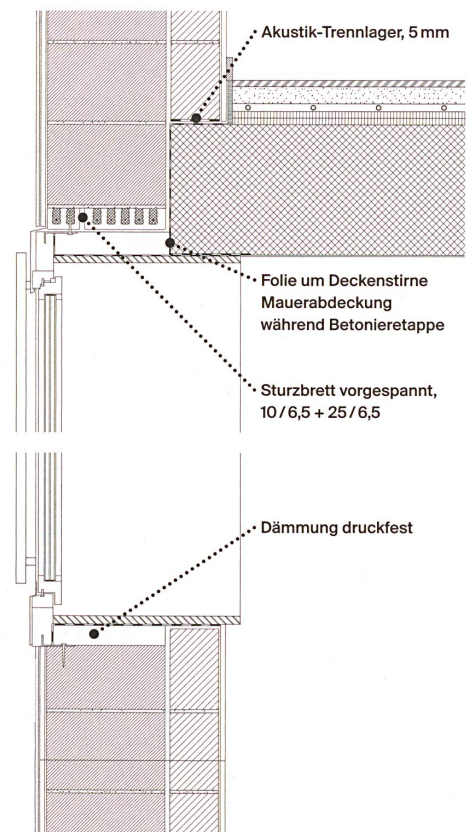 Akustik-Trennlager, 5 mm
Folie um Deckenstirne
Mauerabdeckung
während Betonieretappe
Sturzbrett vorgespannt,
10 / 6,5 + 25 / 6,5
Dämmung druckfest